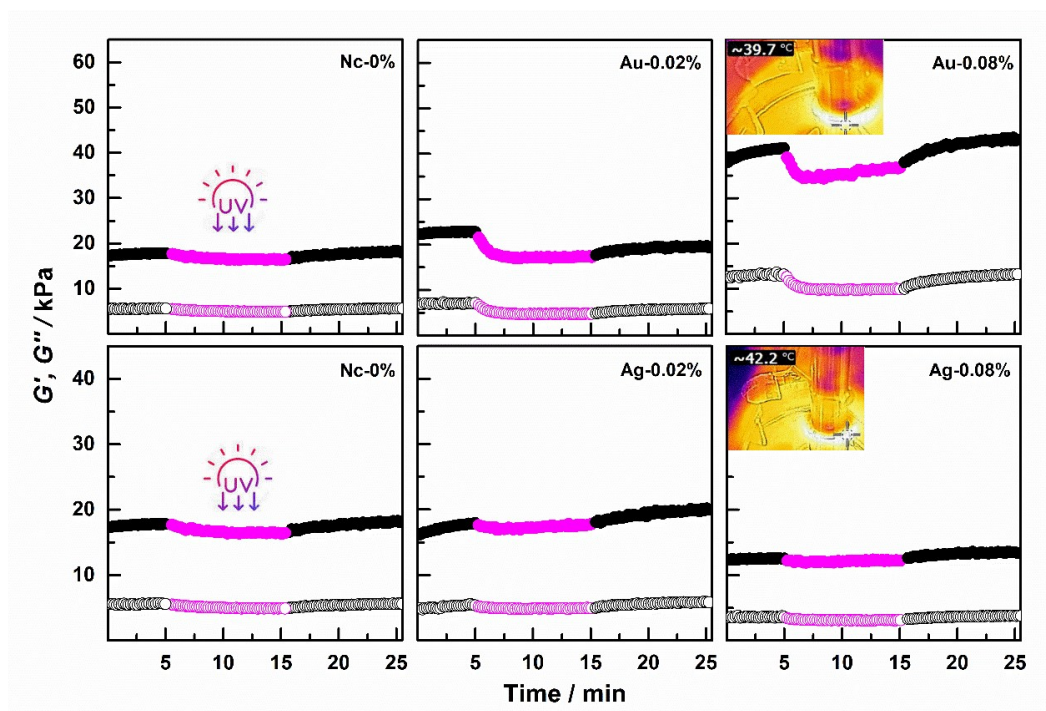 Nc-0%
Au-0.02%
~39.7 °C
Au-0.08%
60
50
40
30
20
10
UV
G', G'' / kPa
Nc-0%
Ag-0.02%
~42.2 °C
Ag-0.08%
40
30
20
10
UV
5 10 15 20 25
5 10 15 20 25
5 10 15 20 25
Time / min